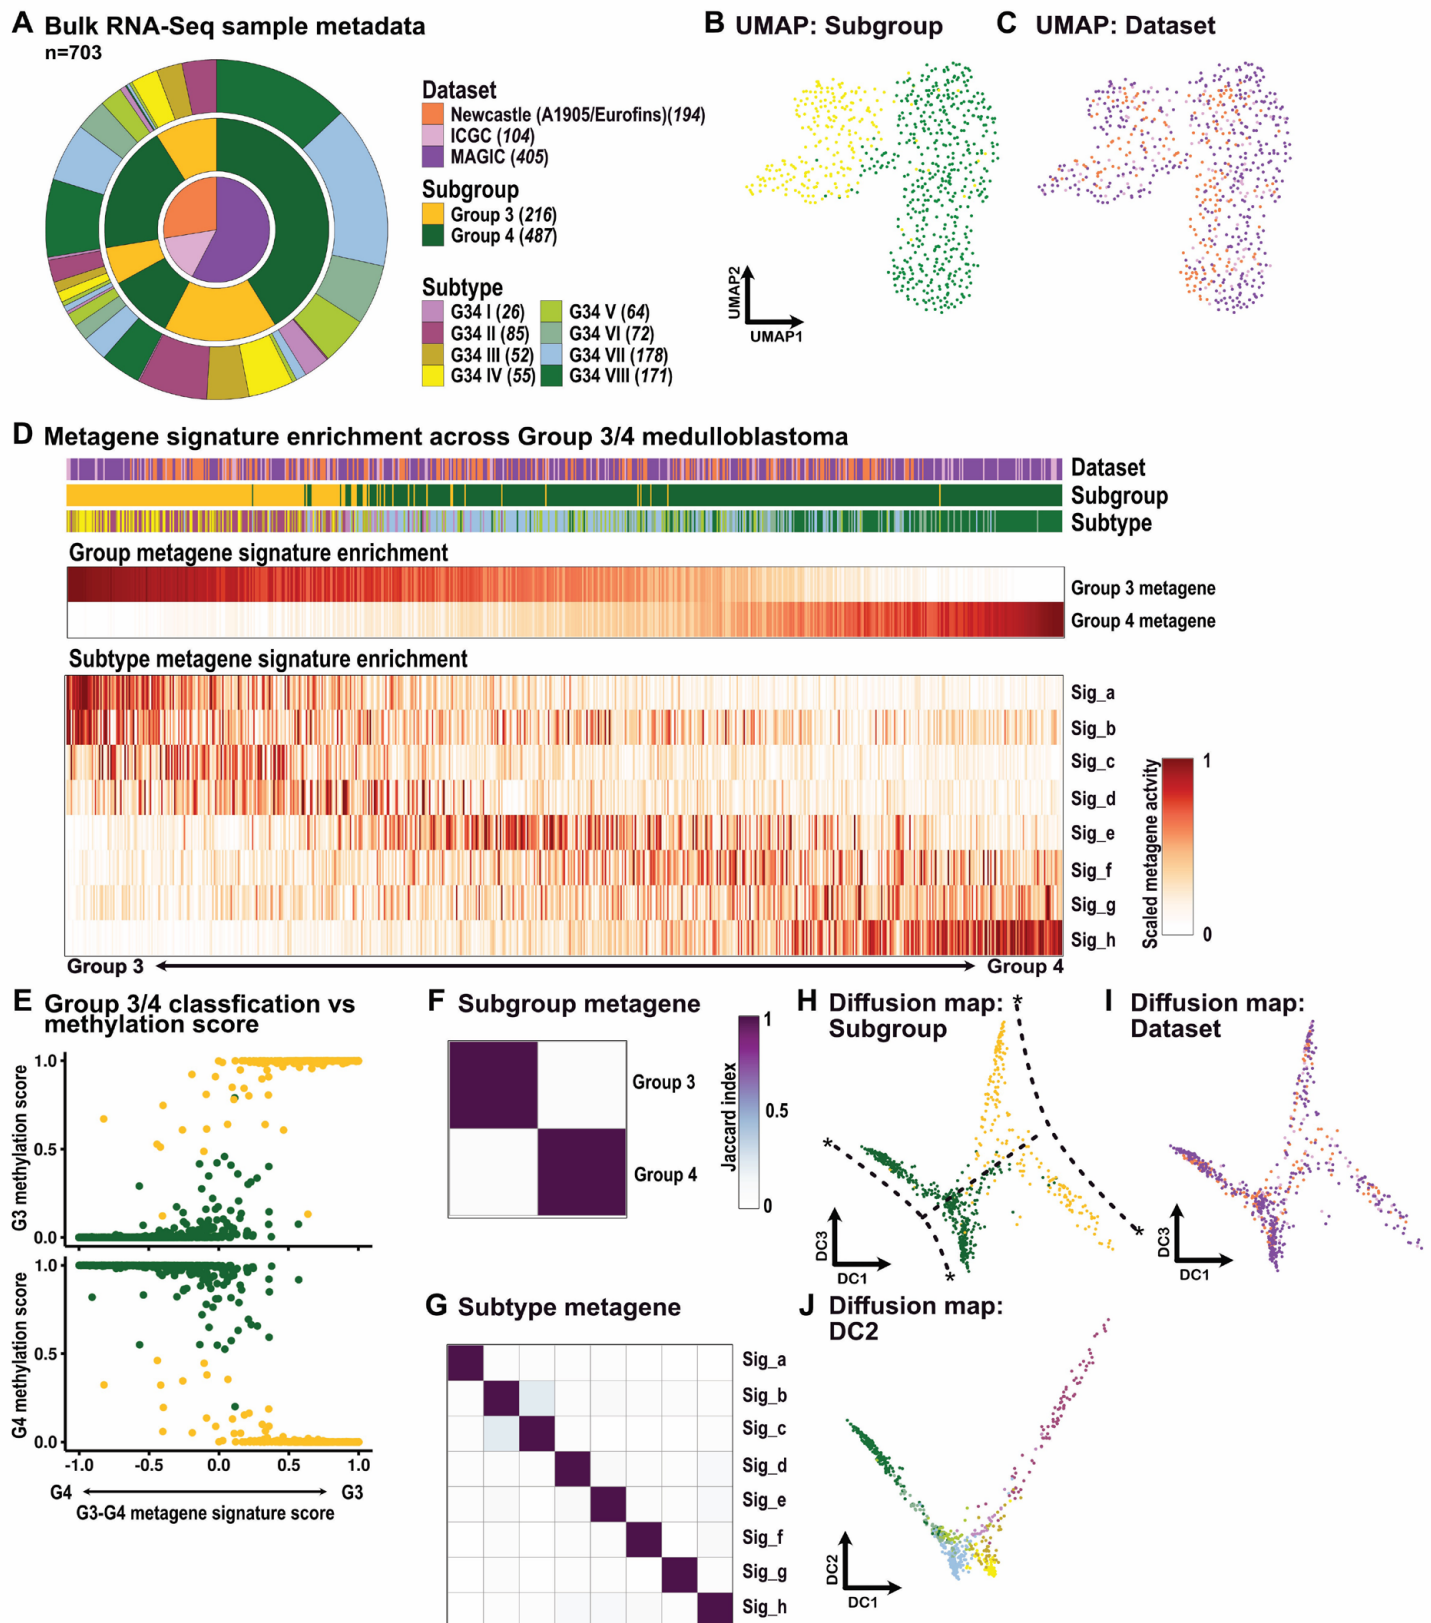 A Bulk RNA-Seq sample metadata
n=703
Dataset
Newcastle (A1905/Eurofins)(194)
ICGC (104)
MAGIC (405)
Subgroup
Group 3 (216)
Group 4 (487)
Subtype
G34 I (26)
G34 II (85)
G34 III (52)
G34 IV (55)
G34 V (64)
G34 VI (72)
G34 VII (178)
G34 VIII (171)
B UMAP: Subgroup
UMAP2
UMAP1
C UMAP: Dataset
D Metagene signature enrichment across Group 3/4 medulloblastoma
Dataset
Subgroup
Subtype
Group metagene signature enrichment
Group 3 metagene
Group 4 metagene
Subtype metagene signature enrichment
Sig_a
Sig_b
Sig_c
Sig_d
Sig_e
Sig_f
Sig_g
Sig_h
Group 3
Group 4
Scaled metagene actvity
1
0
E Group 3/4 classfication vs
methylation score
G3 methylation score
1.0
0.5
0.0
G4 methylation score
1.0
0.5
0.0
-1.0 -0.5 0.0 0.5 1.0
G4 G3
G3-G4 metagene signature score
F Subgroup metagene
Group 3
Group 4
Jaccard index
1
0.5
0
G Subtype metagene
Sig_a
Sig_b
Sig_c
Sig_d
Sig_e
Sig_f
Sig_g
Sig_h
H Diffusion map:
Subgroup
*
*
*
*
DC3
DC1
I Diffusion map:
Dataset
DC3
DC1
J Diffusion map:
DC2
DC2
DC1